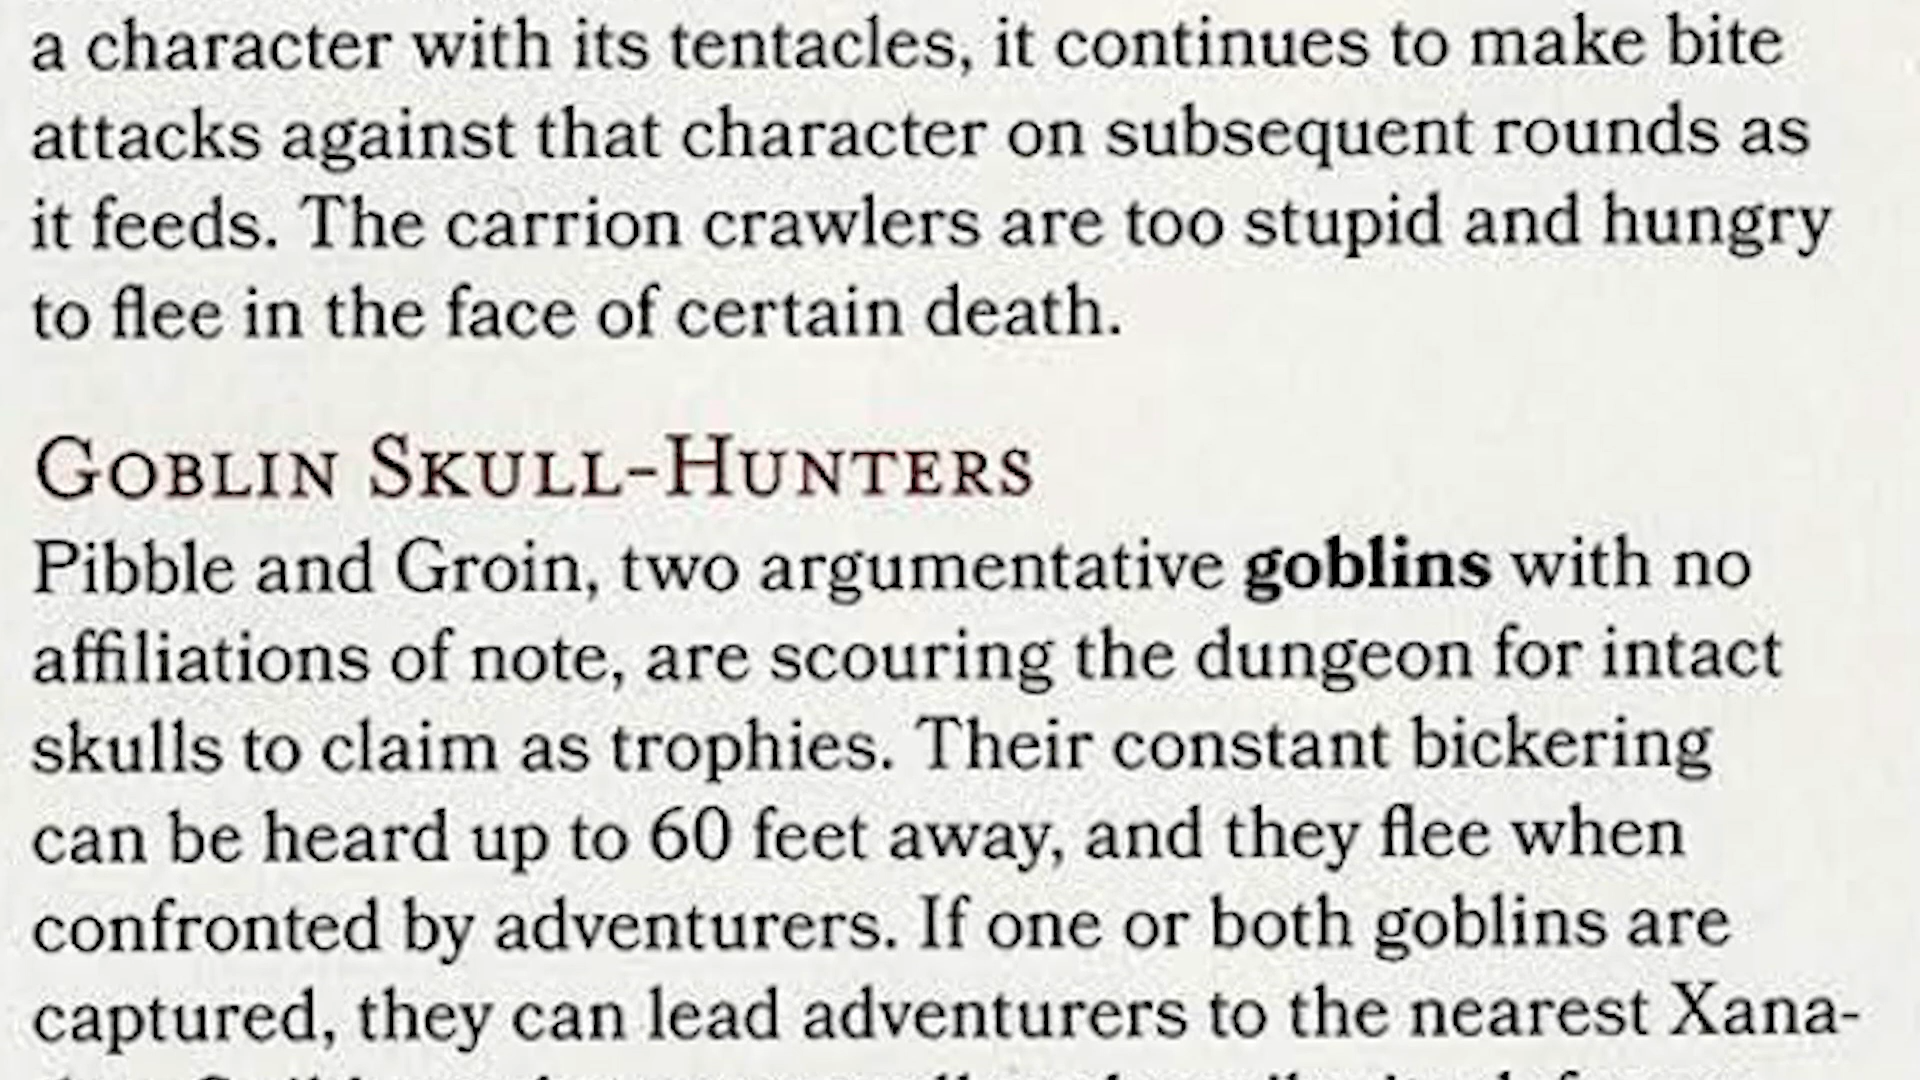 a character with its tentacles, it continues to make bite
attacks against that character on subsequent rounds as
it feeds. The carrion crawlers are too stupid and hungry
to flee in the face of certain death.
Goblin Skull-Hunters
Pibble and Groin, two argumentative goblins with no
affiliations of note, are scouring the dungeon for intact
skulls to claim as trophies. Their constant bickering
can be heard up to 60 feet away, and they flee when
confronted by adventurers. If one or both goblins are
captured, they can lead adventurers to the nearest Xana-